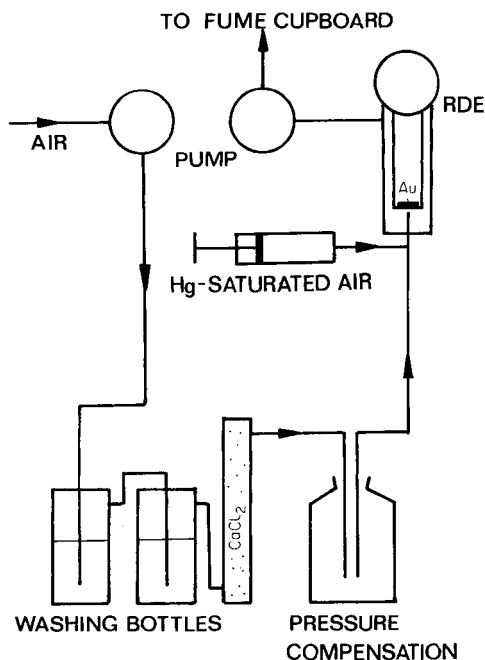 TO FUME CUPBOARD
RDE
AIR
PUMP
Au
Hg-SATURATED AIR
CaCl2
WASHING BOTTLES
PRESSURE
COMPENSATION